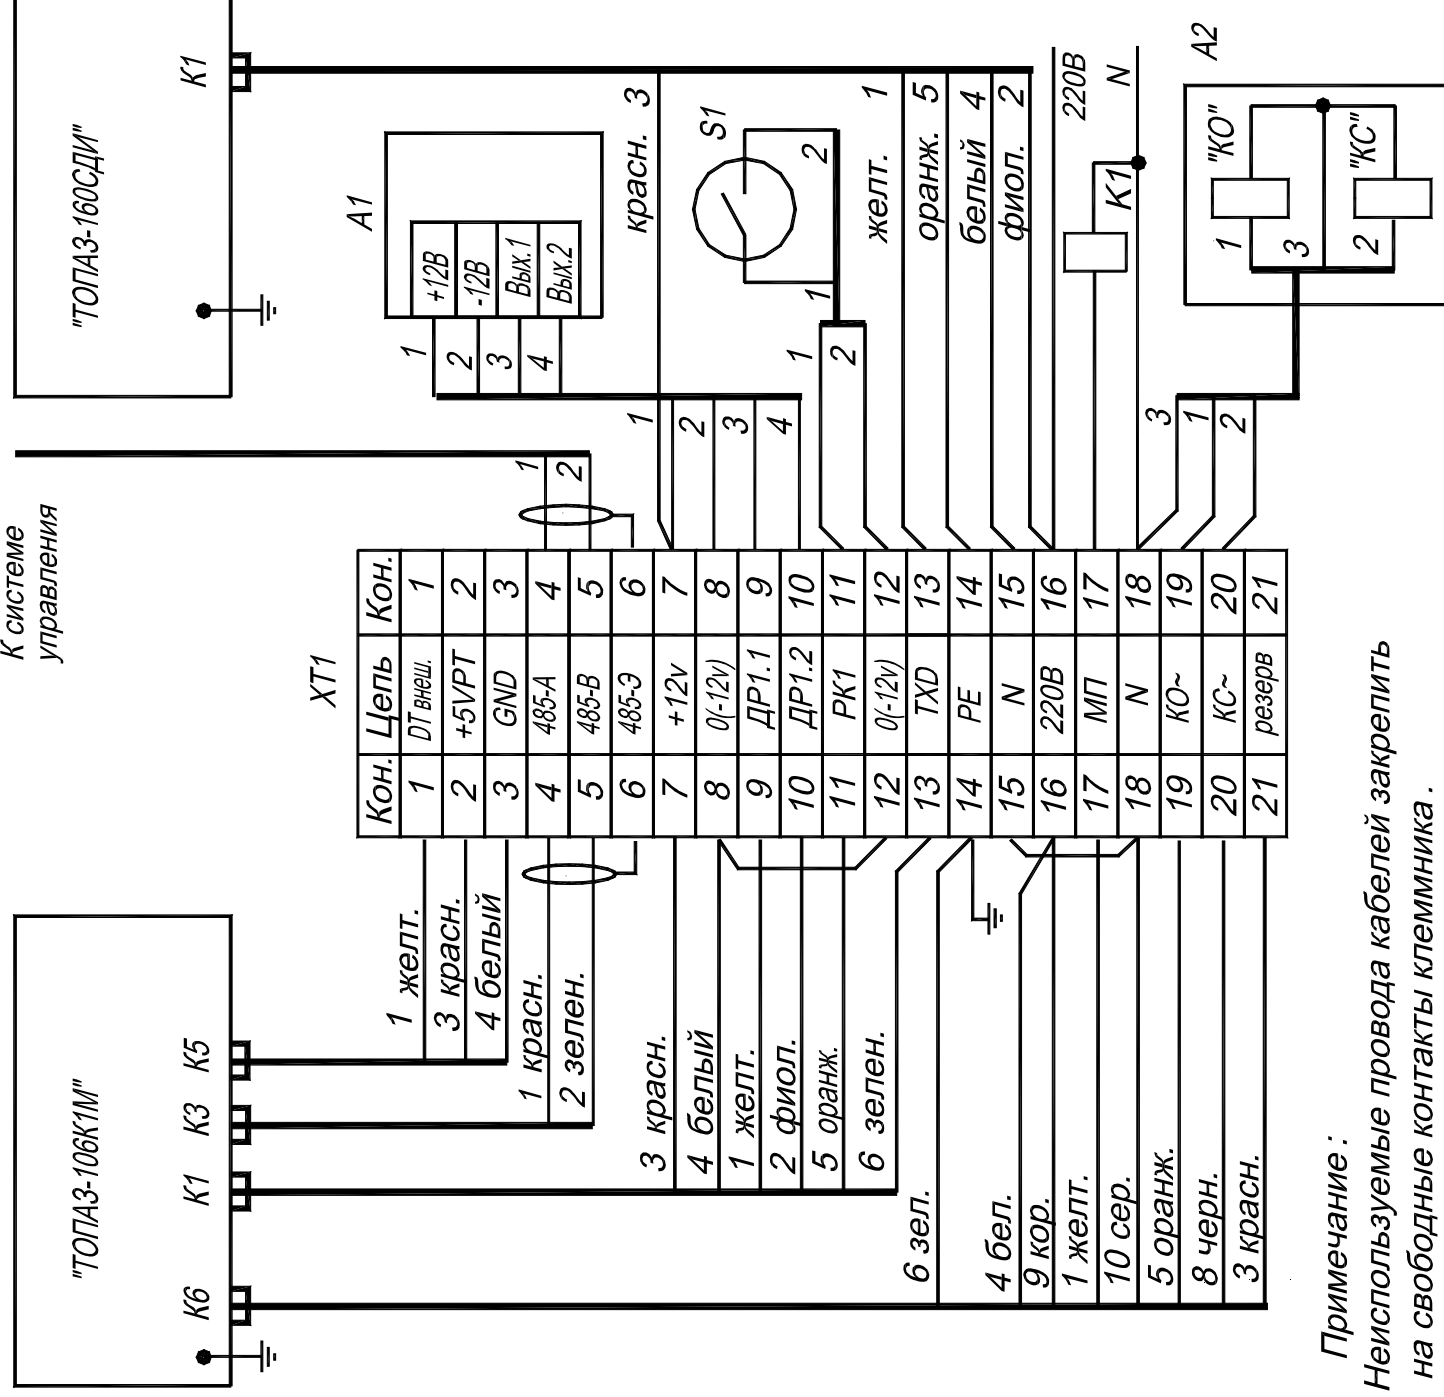 "ТОПАЗ-106К1М"
К6
К1
К3
К5
1 желт.
3 красн.
4 белый
1 красн.
2 зелен.
3 красн.
4 белый
1 желт.
2 фиол.
5 оранж.
6 зелен.
6 зел.
4 бел.
9 кор.
1 желт.
10 сер.
5 оранж.
8 черн.
3 красн.
XT1
Кон. Цепь Кон.
1 DT внеш. 1
2 +5VPT 2
3 GND 3
4 485-А 4
5 485-В 5
6 485-Э 6
7 +12v 7
8 0(-12v) 8
9 ДР1.1 9
10 ДР1.2 10
11 РК1 11
12 0(-12v) 12
13 TXD 13
14 PE 14
15 N 15
16 220В 16
17 МП 17
18 N 18
19 КО~ 19
20 КС~ 20
21 резерв 21
К системе
управления
1
2
"ТОПАЗ-160СДИ"
К1
А1
+12В
-12В
Вых.1
Вых.2
1
2
3
4
1
2
3
4
красн. 3
S1
1
2
1
2
желт. 1
оранж. 5
белый 4
фиол. 2
220В
N
К1
А2
"КО"
"КС"
1
3
2
3
1
2
Примечание :
Неиспользуемые провода кабелей закрепить
на свободные контакты клеммника .